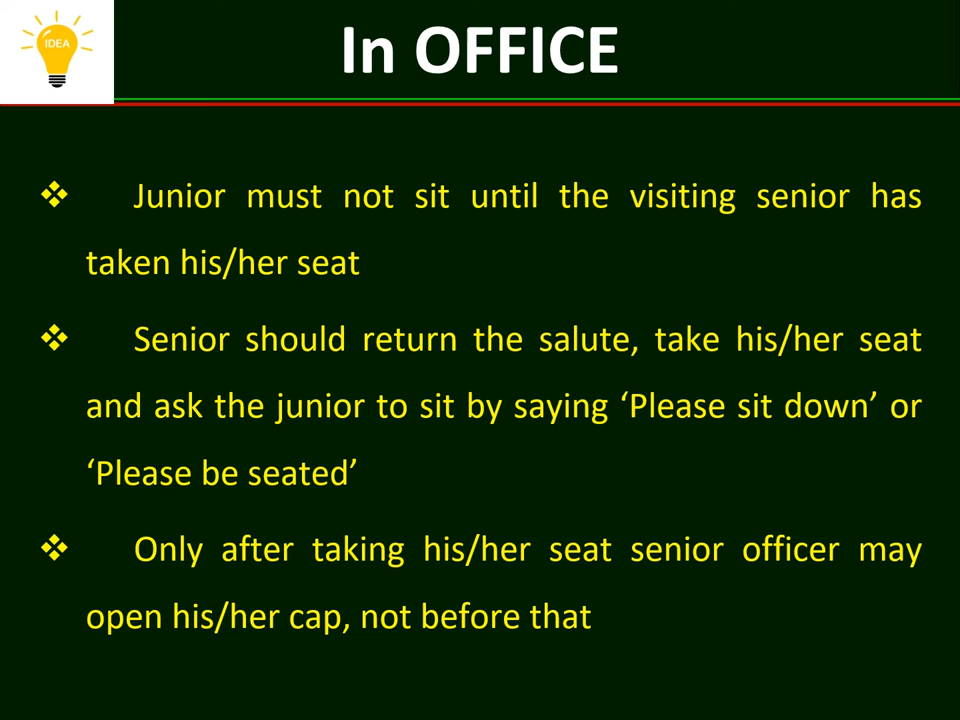 IDEA
In OFFICE
❖ Junior must not sit until the visiting senior has
taken his/her seat
❖ Senior should return the salute, take his/her seat
and ask the junior to sit by saying ‘Please sit down’ or
‘Please be seated’
❖ Only after taking his/her seat senior officer may
open his/her cap, not before that